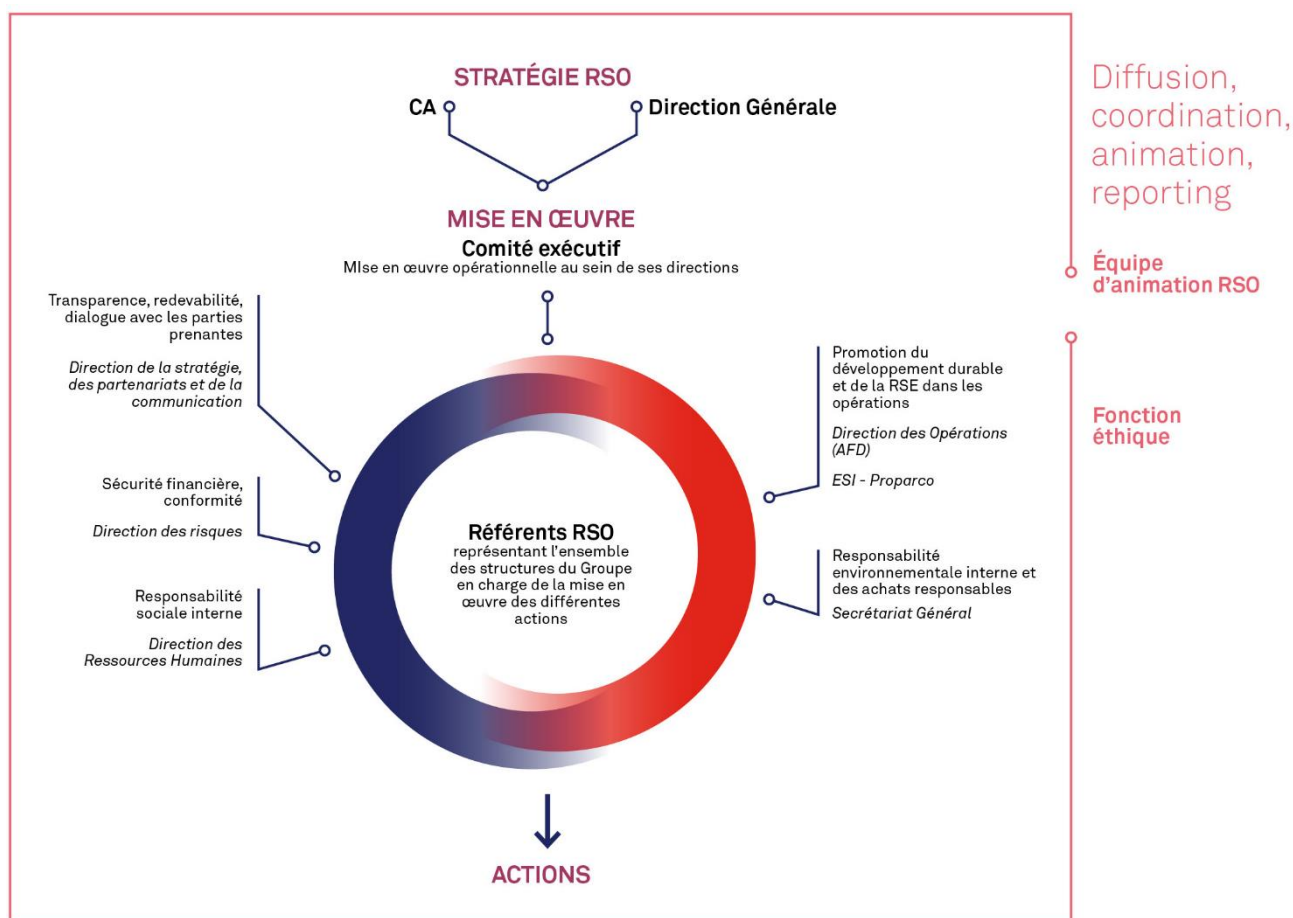 STRATÉGIE RSO
CA
Direction Générale
MISE EN ŒUVRE
Comité exécutif
MIse en œuvre opérationnelle au sein de ses directions
Transparence, redevabilité,
dialogue avec les parties
prenantes
Direction de la stratégie,
des partenariats et de la
communication
Sécurité financière,
conformité
Direction des risques
Responsabilité
sociale interne
Direction des
Ressources Humaines
Référents RSO
représentant l’ensemble
des structures du Groupe
en charge de la mise en
œuvre des différentes
actions
Promotion du
développement durable
et de la RSE dans les
opérations
Direction des Opérations
(AFD)
ESI - Proparco
Responsabilité
environnementale interne et
des achats responsables
Secrétariat Général
ACTIONS
Diffusion,
coordination,
animation,
reporting
Équipe
d’animation RSO
Fonction
éthique